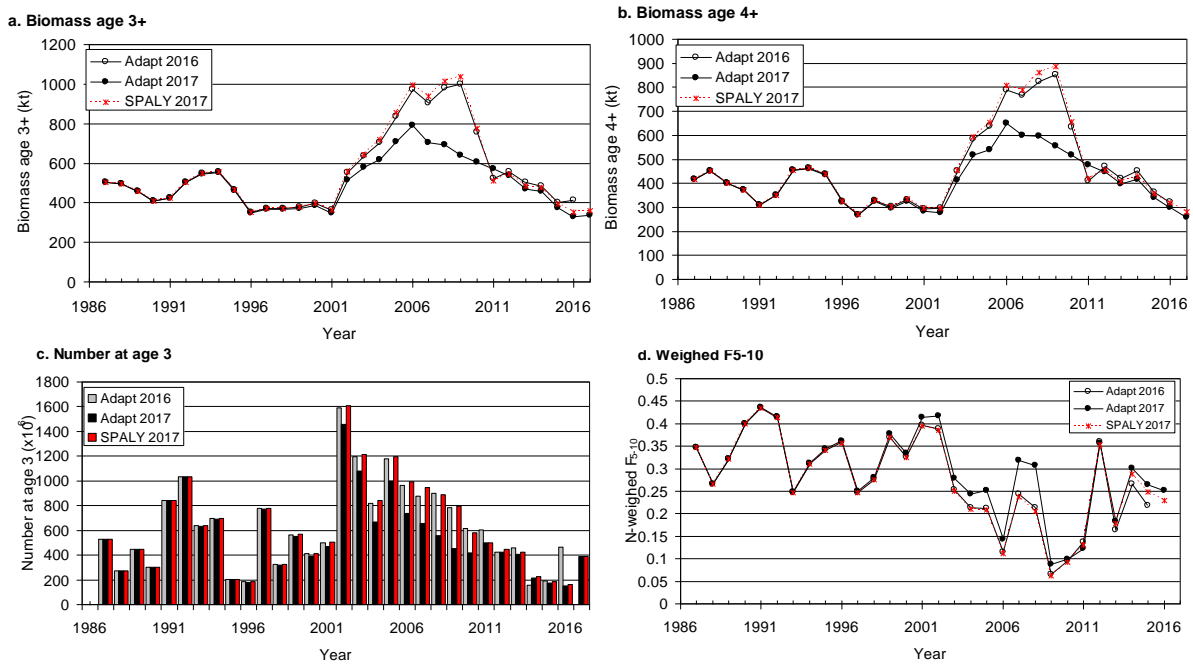 a. Biomass age 3+
Biomass age 3+ (kt)
1200
1000
800
600
400
200
0
Adapt 2016
Adapt 2017
SPALY 2017
1986 1991 1996 2001 2006 2011 2016
Year
b. Biomass age 4+
Biomass age 4+ (kt)
1000
900
800
700
600
500
400
300
200
100
0
Adapt 2016
Adapt 2017
SPALY 2017
1986 1991 1996 2001 2006 2011 2016
Year
c. Number at age 3
Number at age 3 (x10⁶)
1800
1600
1400
1200
1000
800
600
400
200
0
Adapt 2016
Adapt 2017
SPALY 2017
1986 1991 1996 2001 2006 2011 2016
Year
d. Weighed F5-10
N-weighed F5-10
0.5
0.45
0.4
0.35
0.3
0.25
0.2
0.15
0.1
0.05
0
Adapt 2016
Adapt 2017
SPALY 2017
1986 1991 1996 2001 2006 2011 2016
Year